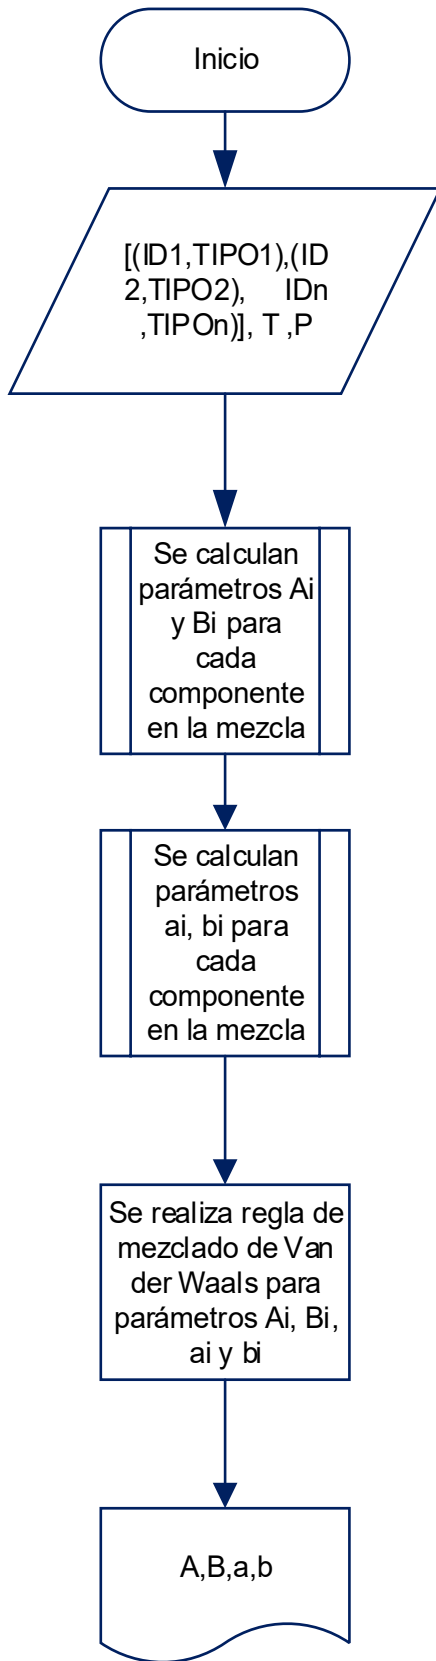 Inicio
[(ID1,TIPO1),(ID
2,TIPO2), IDn
,TIPOn)], T ,P
Se calculan
parámetros Ai
y Bi para
cada
componente
en la mezcla
Se calculan
parámetros
ai, bi para
cada
componente
en la mezcla
Se realiza regla de
mezclado de Van
der Waals para
parámetros Ai, Bi,
ai y bi
A,B,a,b